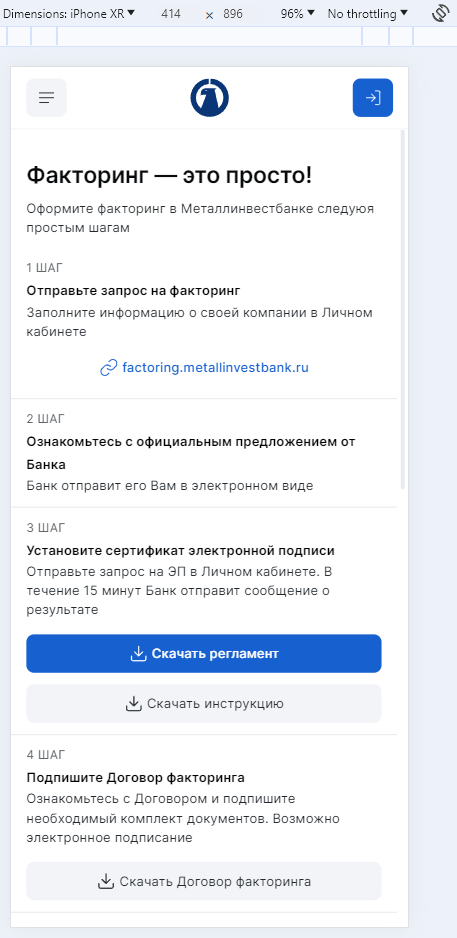 Dimensions: iPhone XR ▼ 414 × 896 96% ▼ No throttling ▼
Факторинг — это просто!
Оформите факторинг в Металлинвестбанке следуюя
простым шагам
1 ШАГ
Отправьте запрос на факторинг
Заполните информацию о своей компании в Личном
кабинете
factoring.metallinvestbank.ru
2 ШАГ
Ознакомьтесь с официальным предложением от
Банка
Банк отправит его Вам в электронном виде
3 ШАГ
Установите сертификат электронной подписи
Отправьте запрос на ЭП в Личном кабинете. В
течение 15 минут Банк отправит сообщение о
результате
Скачать регламент
Скачать инструкцию
4 ШАГ
Подпишите Договор факторинга
Ознакомьтесь с Договором и подпишите
необходимый комплект документов. Возможно
электронное подписание
Скачать Договор факторинга